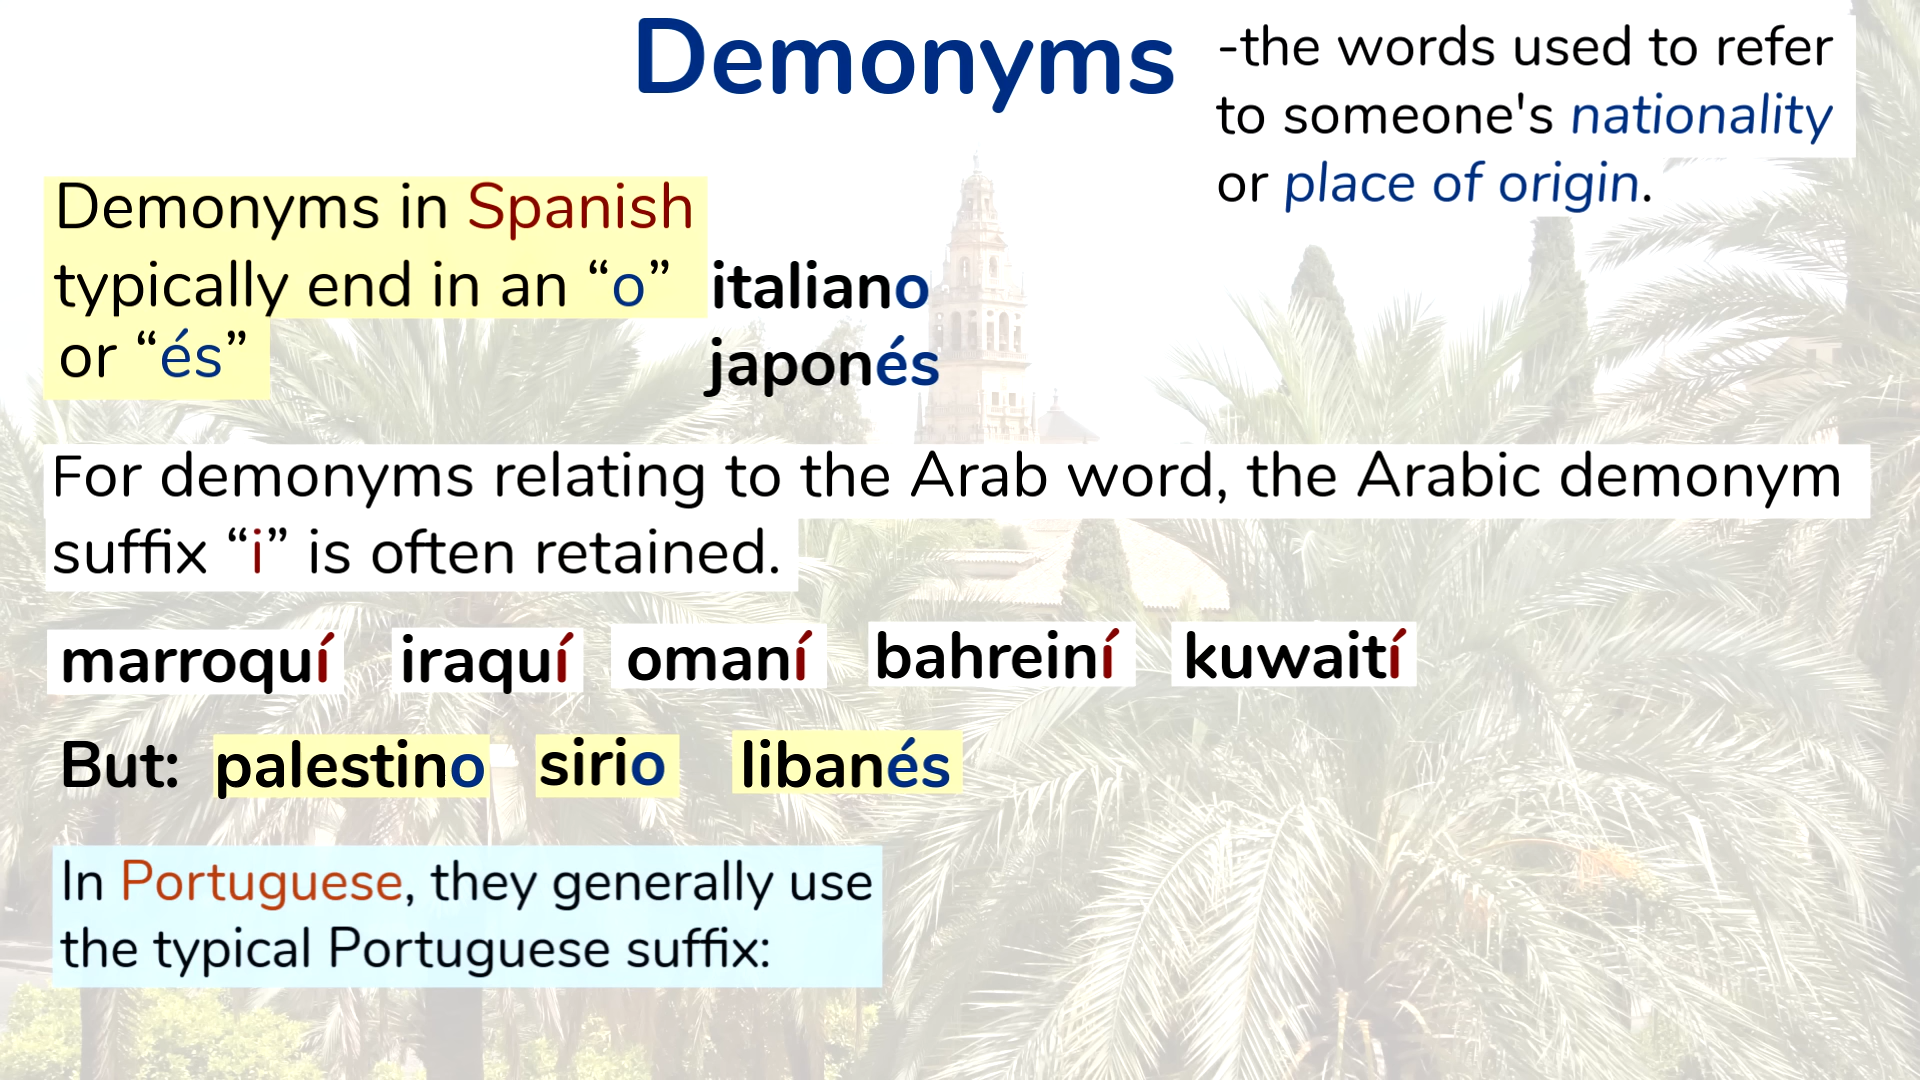 Demonyms
-the words used to refer
to someone's nationality
or place of origin.
Demonyms in Spanish
typically end in an “o”
or “és”
italiano
japonés
For demonyms relating to the Arab word, the Arabic demonym
suffix “i” is often retained.
marroquí iraquí omaní bahreiní kuwaití
But: palestino sirio libanés
In Portuguese, they generally use
the typical Portuguese suffix: